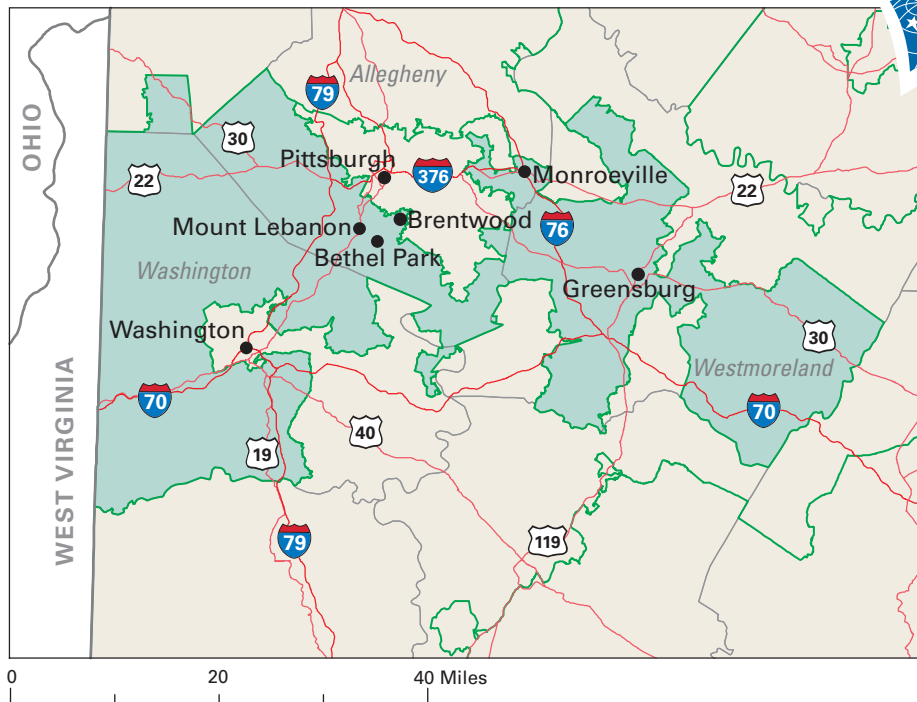 Allegheny
79
OHIO
30
Pittsburgh
376
Monroeville
22
22
Mount Lebanon
Brentwood
76
Bethel Park
Washington
Greensburg
Washington
30
WEST VIRGINIA
Westmoreland
70
70
40
19
79
119
0
20
40 Miles